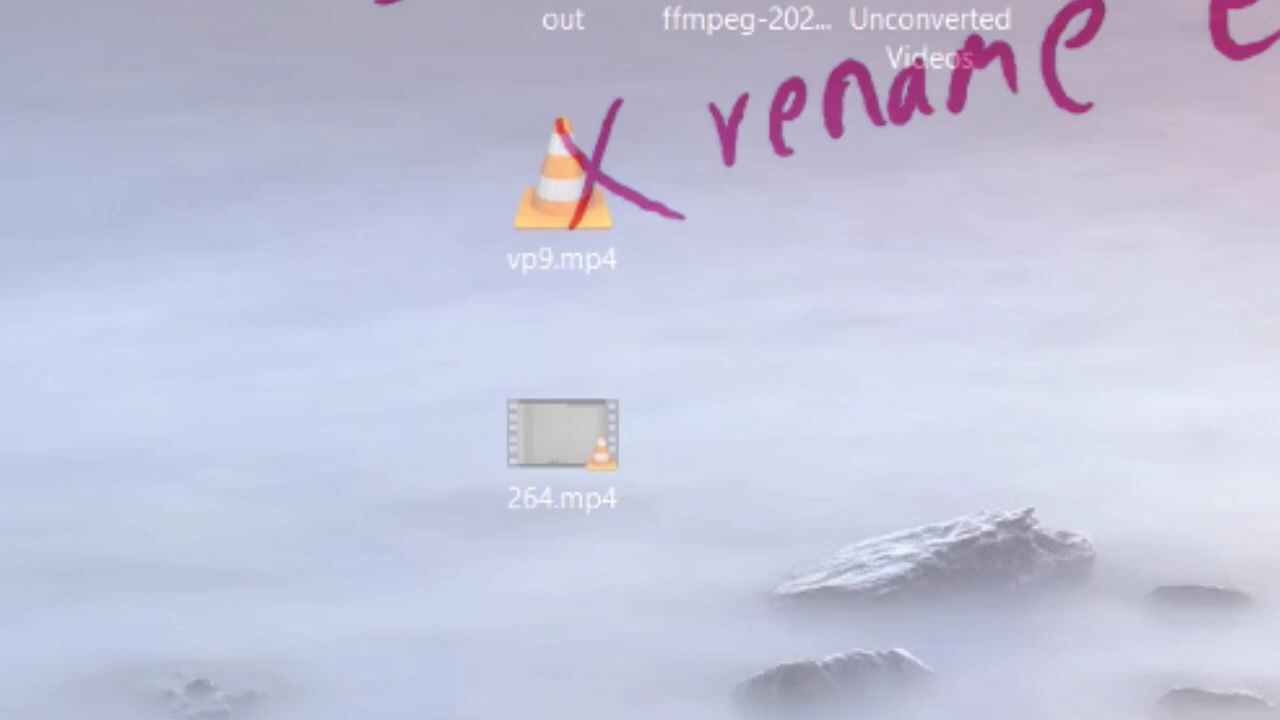 out
ffmpeg-202...
Unconverted
Videos
rename
vp9.mp4
264.mp4